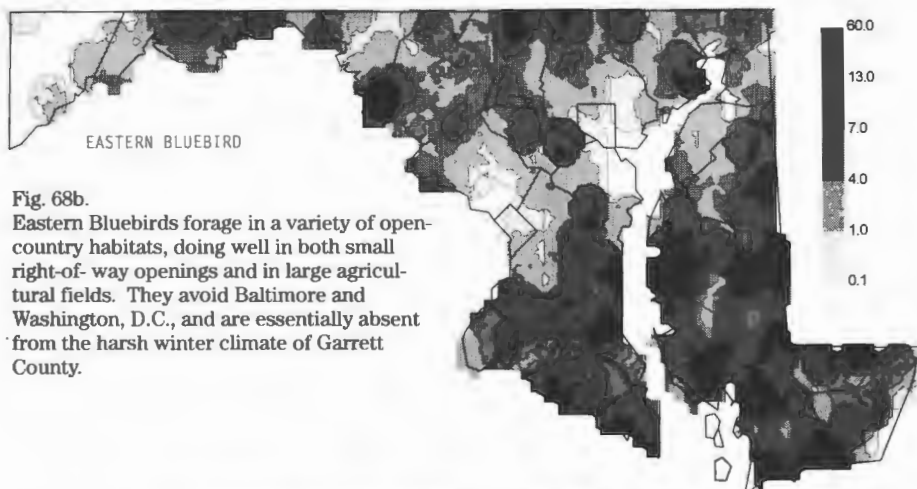 60.0
13.0
7.0
4.0
1.0
0.1
EASTERN BLUEBIRD
Fig. 68b.
Eastern Bluebirds forage in a variety of open-
country habitats, doing well in both small
right-of- way openings and in large agricul-
tural fields. They avoid Baltimore and
Washington, D.C., and are essentially absent
from the harsh winter climate of Garrett
County.